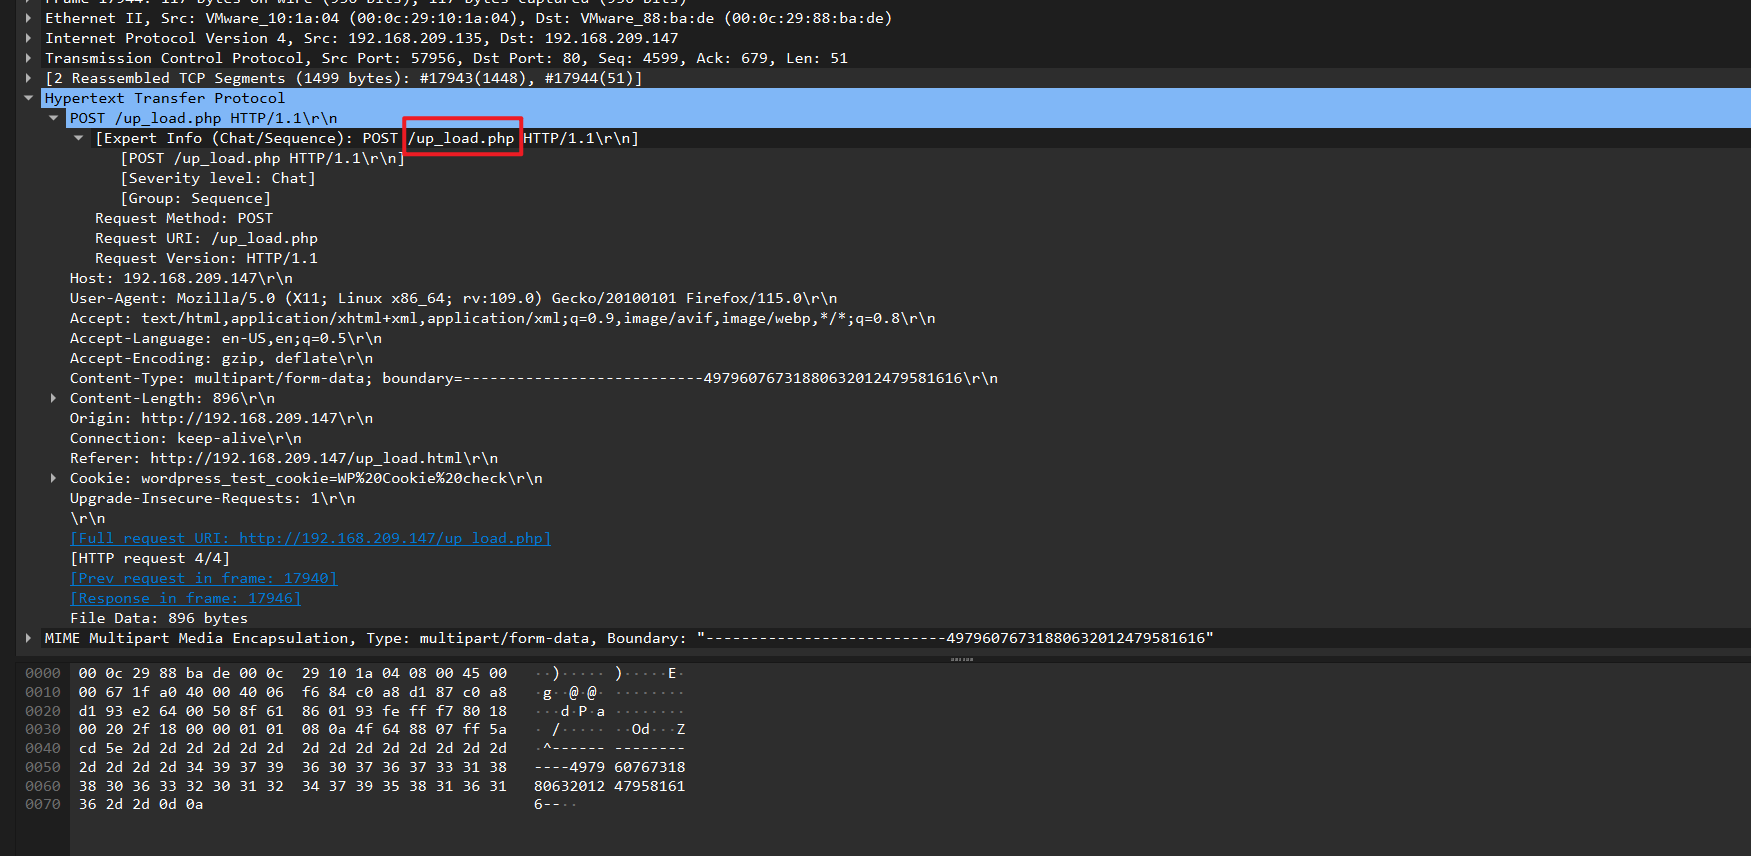 Frame 17944: 117 bytes on wire (936 bits), 117 bytes captured (936 bits)
Ethernet II, Src: VMware_10:1a:04 (00:0c:29:10:1a:04), Dst: VMware_88:ba:de (00:0c:29:88:ba:de)
Internet Protocol Version 4, Src: 192.168.209.135, Dst: 192.168.209.147
Transmission Control Protocol, Src Port: 57956, Dst Port: 80, Seq: 4599, Ack: 679, Len: 51
[2 Reassembled TCP Segments (1499 bytes): #17943(1448), #17944(51)]
Hypertext Transfer Protocol
POST /up_load.php HTTP/1.1\r\n
[Expert Info (Chat/Sequence): POST /up_load.php HTTP/1.1\r\n]
[POST /up_load.php HTTP/1.1\r\n]
[Severity level: Chat]
[Group: Sequence]
Request Method: POST
Request URI: /up_load.php
Request Version: HTTP/1.1
Host: 192.168.209.147\r\n
User-Agent: Mozilla/5.0 (X11; Linux x86_64; rv:109.0) Gecko/20100101 Firefox/115.0\r\n
Accept: text/html,application/xhtml+xml,application/xml;q=0.9,image/avif,image/webp,*/*;q=0.8\r\n
Accept-Language: en-US,en;q=0.5\r\n
Accept-Encoding: gzip, deflate\r\n
Content-Type: multipart/form-data; boundary=---------------------------49796076731880632012479581616\r\n
Content-Length: 896\r\n
Origin: http://192.168.209.147\r\n
Connection: keep-alive\r\n
Referer: http://192.168.209.147/up_load.html\r\n
Cookie: wordpress_test_cookie=WP%20Cookie%20check\r\n
Upgrade-Insecure-Requests: 1\r\n
\r\n
[Full request URI: http://192.168.209.147/up_load.php]
[HTTP request 4/4]
[Prev request in frame: 17940]
[Response in frame: 17946]
File Data: 896 bytes
MIME Multipart Media Encapsulation, Type: multipart/form-data, Boundary: "---------------------------49796076731880632012479581616"
0000 00 0c 29 88 ba de 00 0c 29 10 1a 04 08 00 45 00 ··)····· )·····E·
0010 00 67 1f a0 40 00 40 06 f6 84 c0 a8 d1 87 c0 a8 ·g··@·@· ········
0020 d1 93 e2 64 00 50 8f 61 86 01 93 fe ff f7 80 18 ···d·P·a ········
0030 00 20 2f 18 00 00 01 01 08 0a 4f 64 88 07 ff 5a · /····· ··Od···Z
0040 cd 5e 2d 2d 2d 2d 2d 2d 2d 2d 2d 2d 2d 2d 2d 2d ·^------ --------
0050 2d 2d 2d 2d 34 39 37 39 36 30 37 36 37 33 31 38 ----4979 60767318
0060 38 30 36 33 32 30 31 32 34 37 39 35 38 31 36 31 80632012 47958161
0070 36 2d 2d 0d 0a 6--··